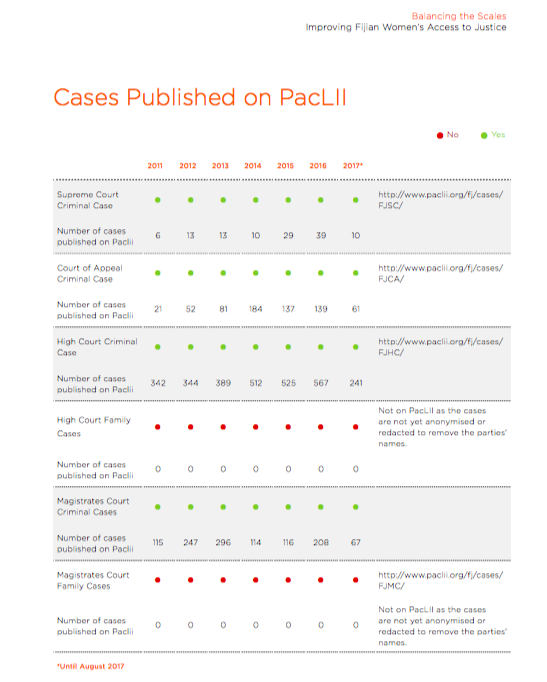 Balancing the Scales
Improving Fijian Women's Access to Justice
Cases Published on PacLII
No Yes
2011 2012 2013 2014 2015 2016 2017*
Supreme Court
Criminal Case
http://www.paclii.org/fj/cases/
FJSC/
Number of cases
published on Paclii
6 13 13 10 29 39 10
Court of Appeal
Criminal Case
http://www.paclii.org/fj/cases/
FJCA/
Number of cases
published on Paclii
21 52 81 184 137 139 61
High Court Criminal
Case
http://www.paclii.org/fj/cases/
FJHC/
Number of cases
published on Paclii
342 344 389 512 525 567 241
High Court Family
Cases
Not on PacLII as the cases
are not yet anonymised or
redacted to remove the parties'
names.
Number of cases
published on Paclii
0 0 0 0 0 0 0
Magistrates Court
Criminal Cases
Number of cases
published on Paclii
115 247 296 114 116 208 67
Magistrates Court
Family Cases
http://www.paclii.org/fj/cases/
FJMC/
Number of cases
published on Paclii
0 0 0 0 0 0 0
Not on PacLII as the cases
are not yet anonymised or
redacted to remove the parties'
names.
*Until August 2017